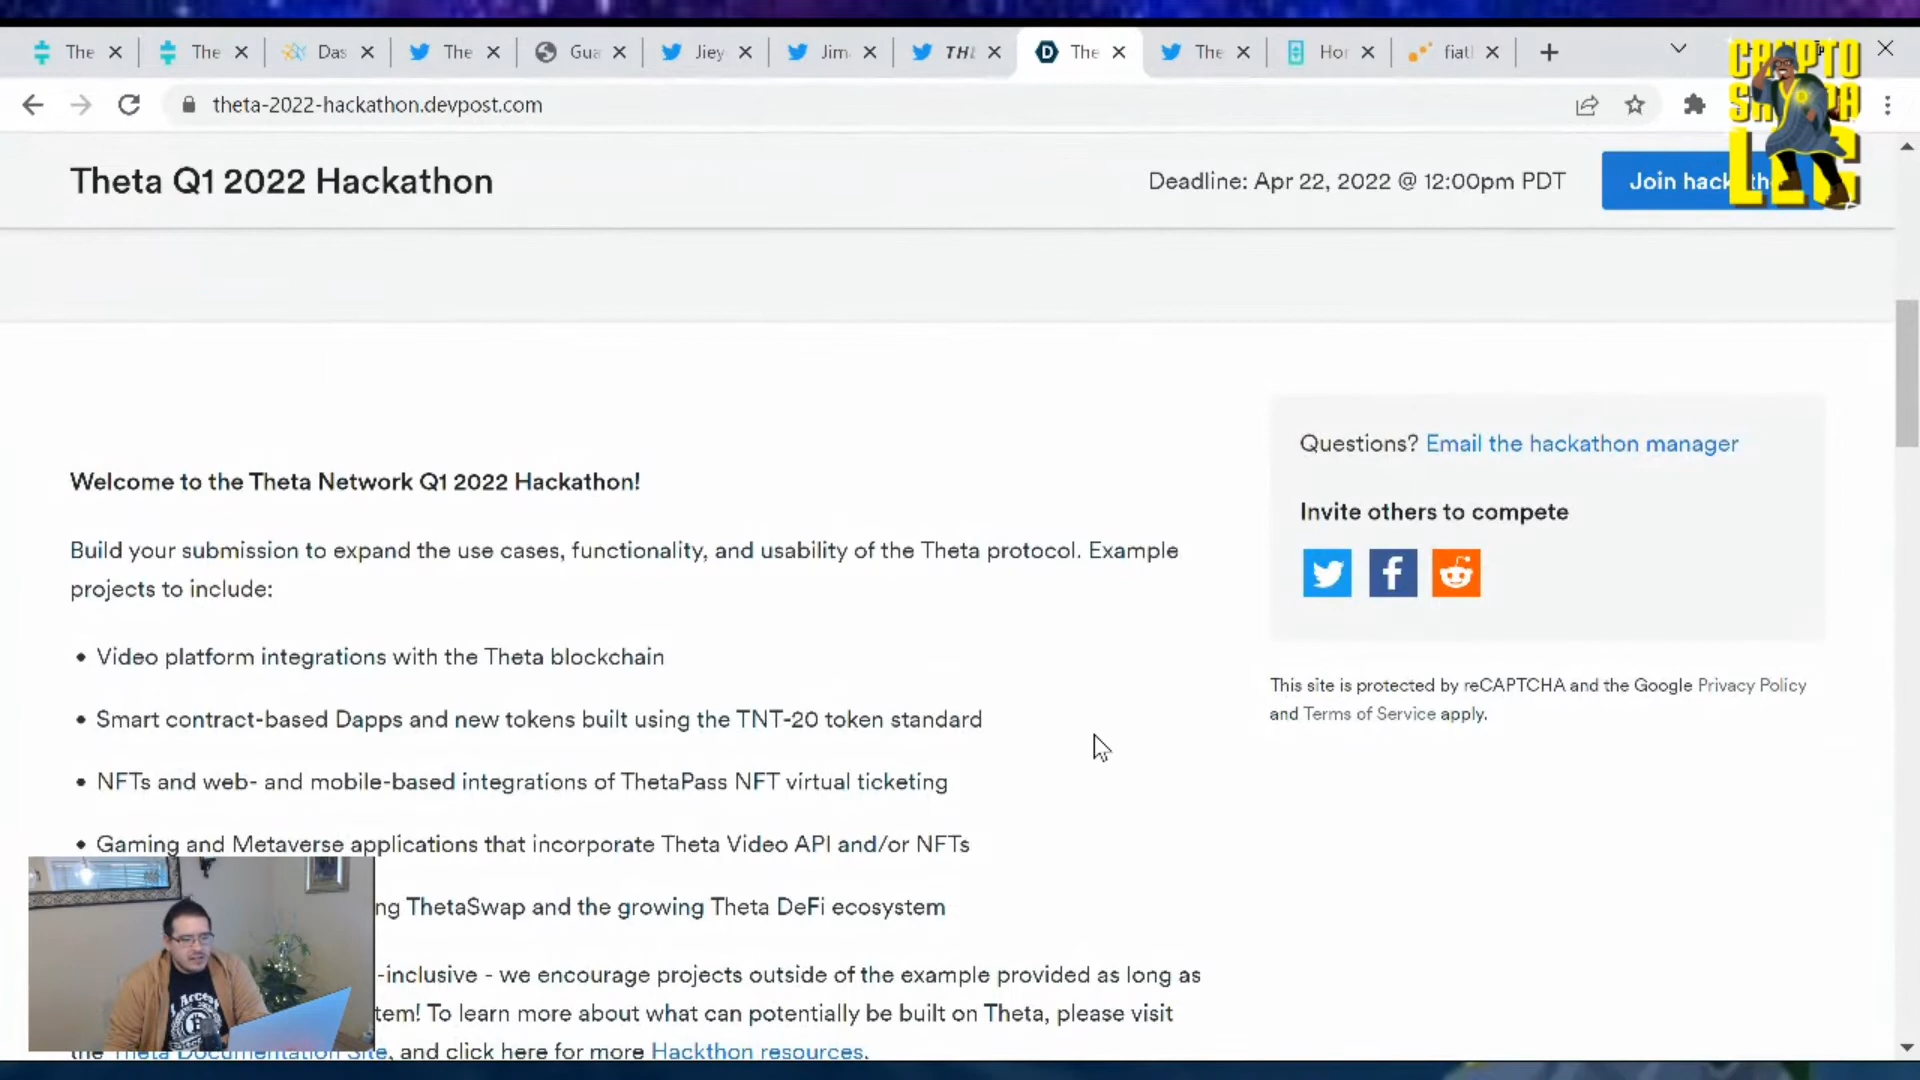 The
The
Das
The
Gua
Jiey
Jim
THE
The
The
Hor
fiatl
theta-2022-hackathon.devpost.com
CRYPTO
LLC
Theta Q1 2022 Hackathon
Deadline: Apr 22, 2022 @ 12:00pm PDT
Join hack
Welcome to the Theta Network Q1 2022 Hackathon!
Build your submission to expand the use cases, functionality, and usability of the Theta protocol. Example
projects to include:
• Video platform integrations with the Theta blockchain
• Smart contract-based Dapps and new tokens built using the TNT-20 token standard
• NFTs and web- and mobile-based integrations of ThetaPass NFT virtual ticketing
• Gaming and Metaverse applications that incorporate Theta Video API and/or NFTs
ng ThetaSwap and the growing Theta DeFi ecosystem
-inclusive - we encourage projects outside of the example provided as long as
tem! To learn more about what can potentially be built on Theta, please visit
the Theta Documentation Site, and click here for more Hackthon resources.
Questions? Email the hackathon manager
Invite others to compete
This site is protected by reCAPTCHA and the Google Privacy Policy
and Terms of Service apply.